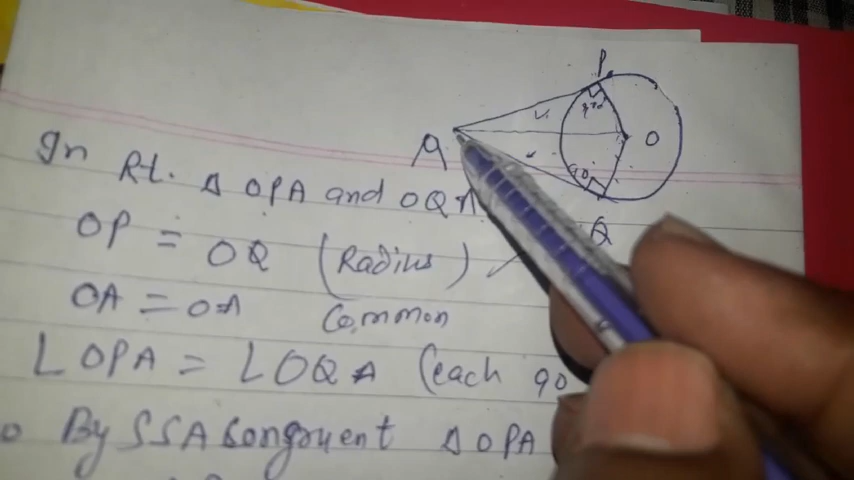 P
90
A
O
90
Q
In Rt. Δ OPA and OQA
OP = OQ (Radius)
OA = OA Common
∠OPA = ∠OQA (each 90
By SSA Congruent Δ OPA